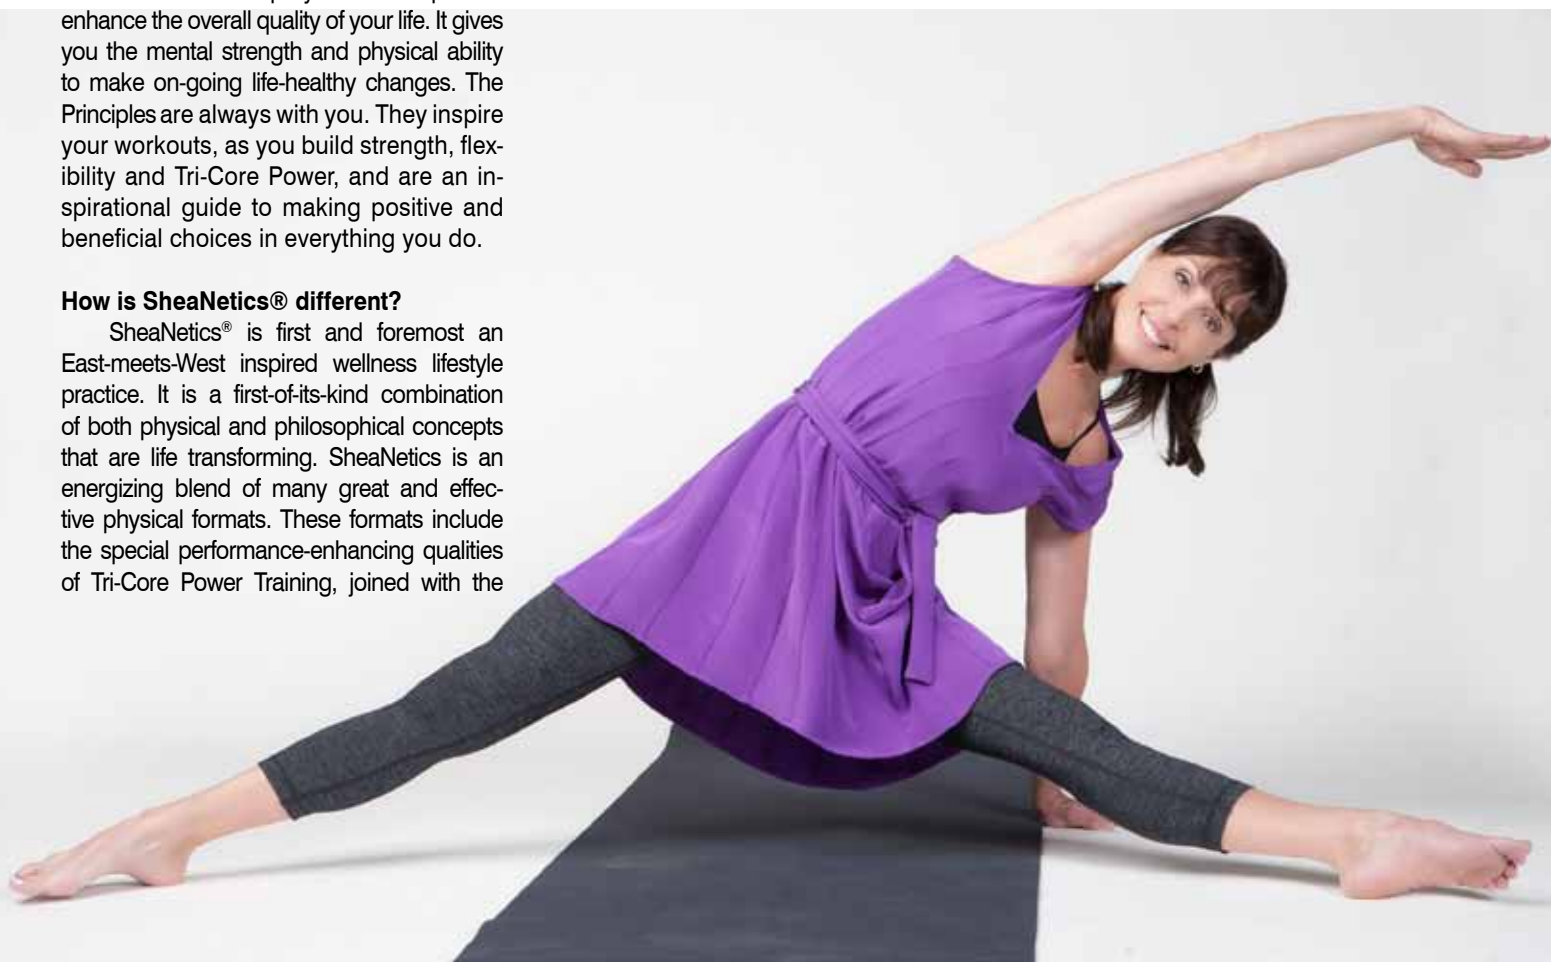 enhance the overall quality of your life. It gives
you the mental strength and physical ability
to make on-going life-healthy changes. The
Principles are always with you. They inspire
your workouts, as you build strength, flex-
ibility and Tri-Core Power, and are an in-
spirational guide to making positive and
beneficial choices in everything you do.
How is SheaNetics® different?
SheaNetics® is first and foremost an
East-meets-West inspired wellness lifestyle
practice. It is a first-of-its-kind combination
of both physical and philosophical concepts
that are life transforming. SheaNetics is an
energizing blend of many great and effec-
tive physical formats. These formats include
the special performance-enhancing qualities
of Tri-Core Power Training, joined with the